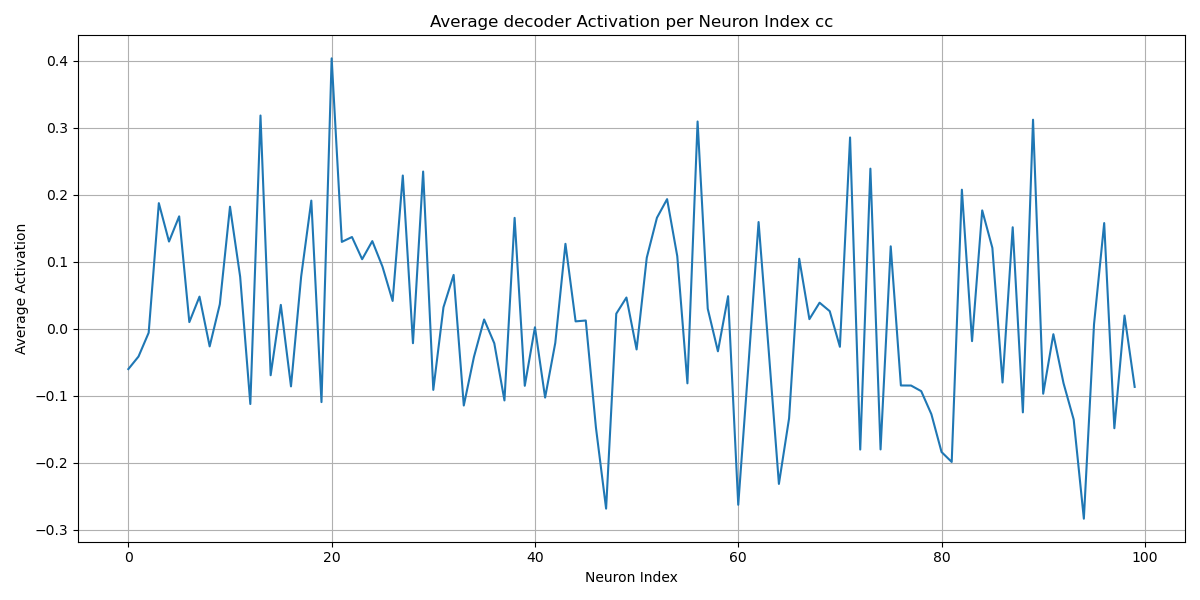 Average decoder Activation per Neuron Index cc
Average Activation
0.4
0.3
0.2
0.1
0.0
−0.1
−0.2
−0.3
0 20 40 60 80 100
Neuron Index